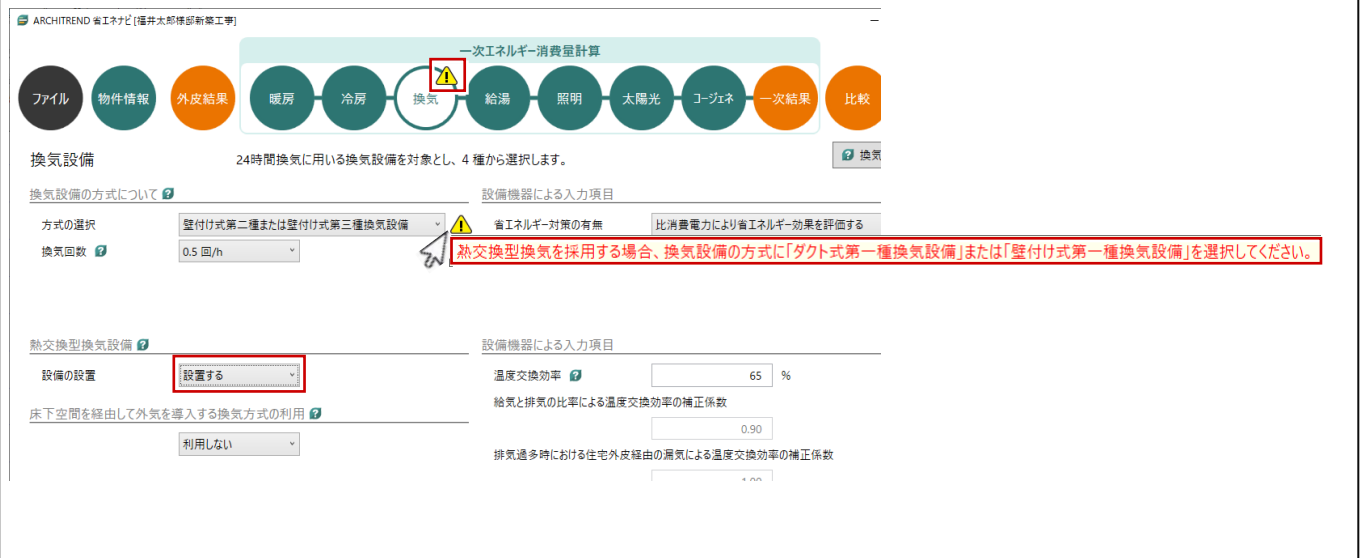 ARCHITREND 省エネナビ [福井太郎様邸新築工事]
一次エネルギー消費量計算
ファイル 物件情報 外皮結果 暖房 冷房 換気 給湯 照明 太陽光 コージェネ 一次結果 比較
換気設備 24時間換気に用いる換気設備を対象とし、4 種から選択します。 換気
換気設備の方式について 設備機器による入力項目
方式の選択 壁付け式第二種または壁付け式第三種換気設備 省エネルギー対策の有無 比消費電力により省エネルギー効果を評価する
換気回数 0.5 回/h
熱交換型換気を採用する場合、換気設備の方式に「ダクト式第一種換気設備」または「壁付け式第一種換気設備」を選択してください。
熱交換型換気設備 設備機器による入力項目
設備の設置 設置する 温度交換効率 65 %
給気と排気の比率による温度交換効率の補正係数
床下空間を経由して外気を導入する換気方式の利用
0.90
利用しない
排気過多時における住宅外皮経由の漏気による温度交換効率の補正係数
1.00